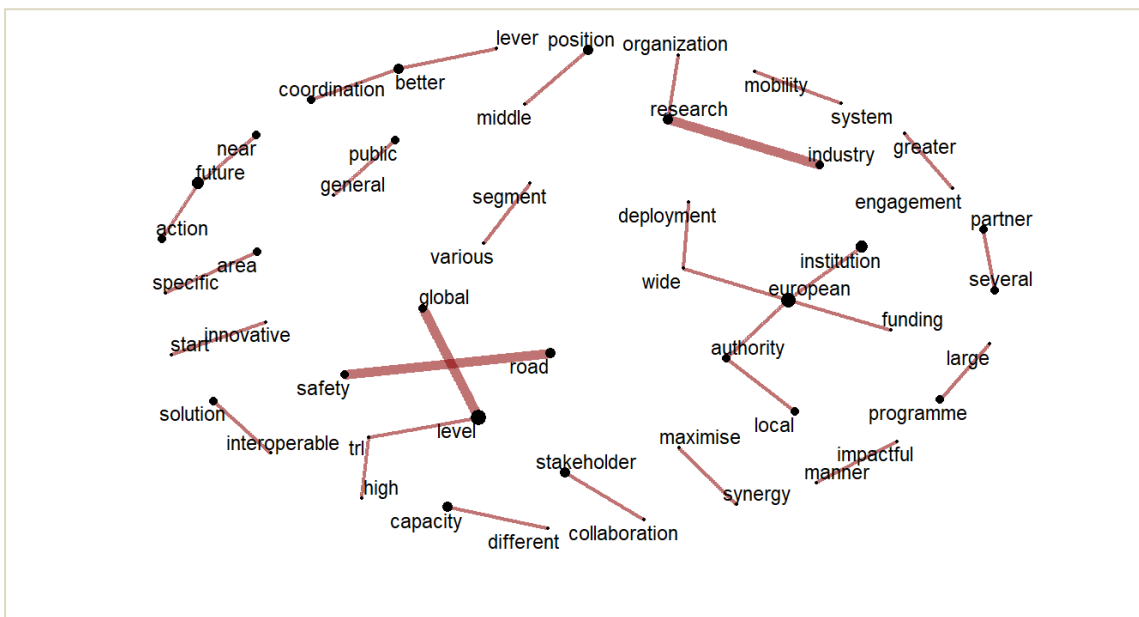 lever
position
organization
better
coordination
mobility
middle
research
system
near
public
industry
greater
future
general
segment
engagement
deployment
partner
action
area
various
institution
specific
wide
european
several
global
innovative
funding
start
authority
large
road
safety
solution
level
local
programme
interoperable
trl
maximise
impactful
stakeholder
manner
high
synergy
capacity
different
collaboration